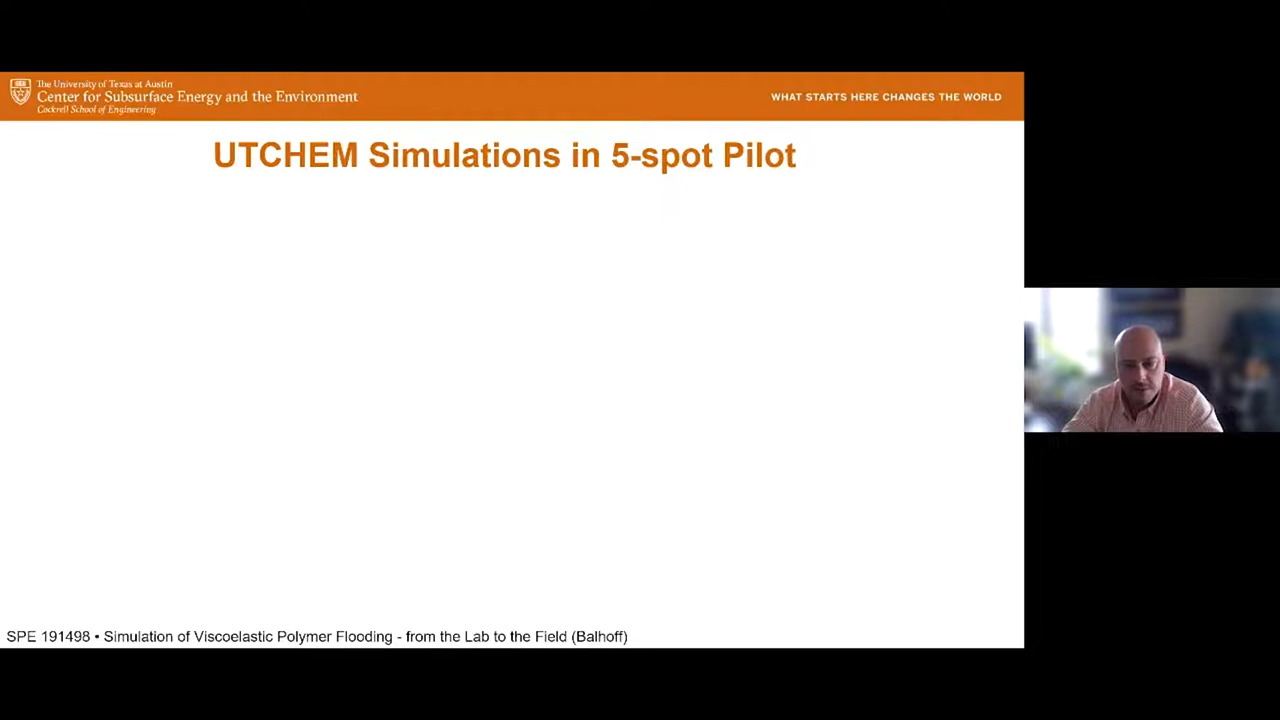 The University of Texas at Austin
Center for Subsurface Energy and the Environment
Cockrell School of Engineering
WHAT STARTS HERE CHANGES THE WORLD
UTCHEM Simulations in 5-spot Pilot
SPE 191498 • Simulation of Viscoelastic Polymer Flooding - from the Lab to the Field (Balhoff)